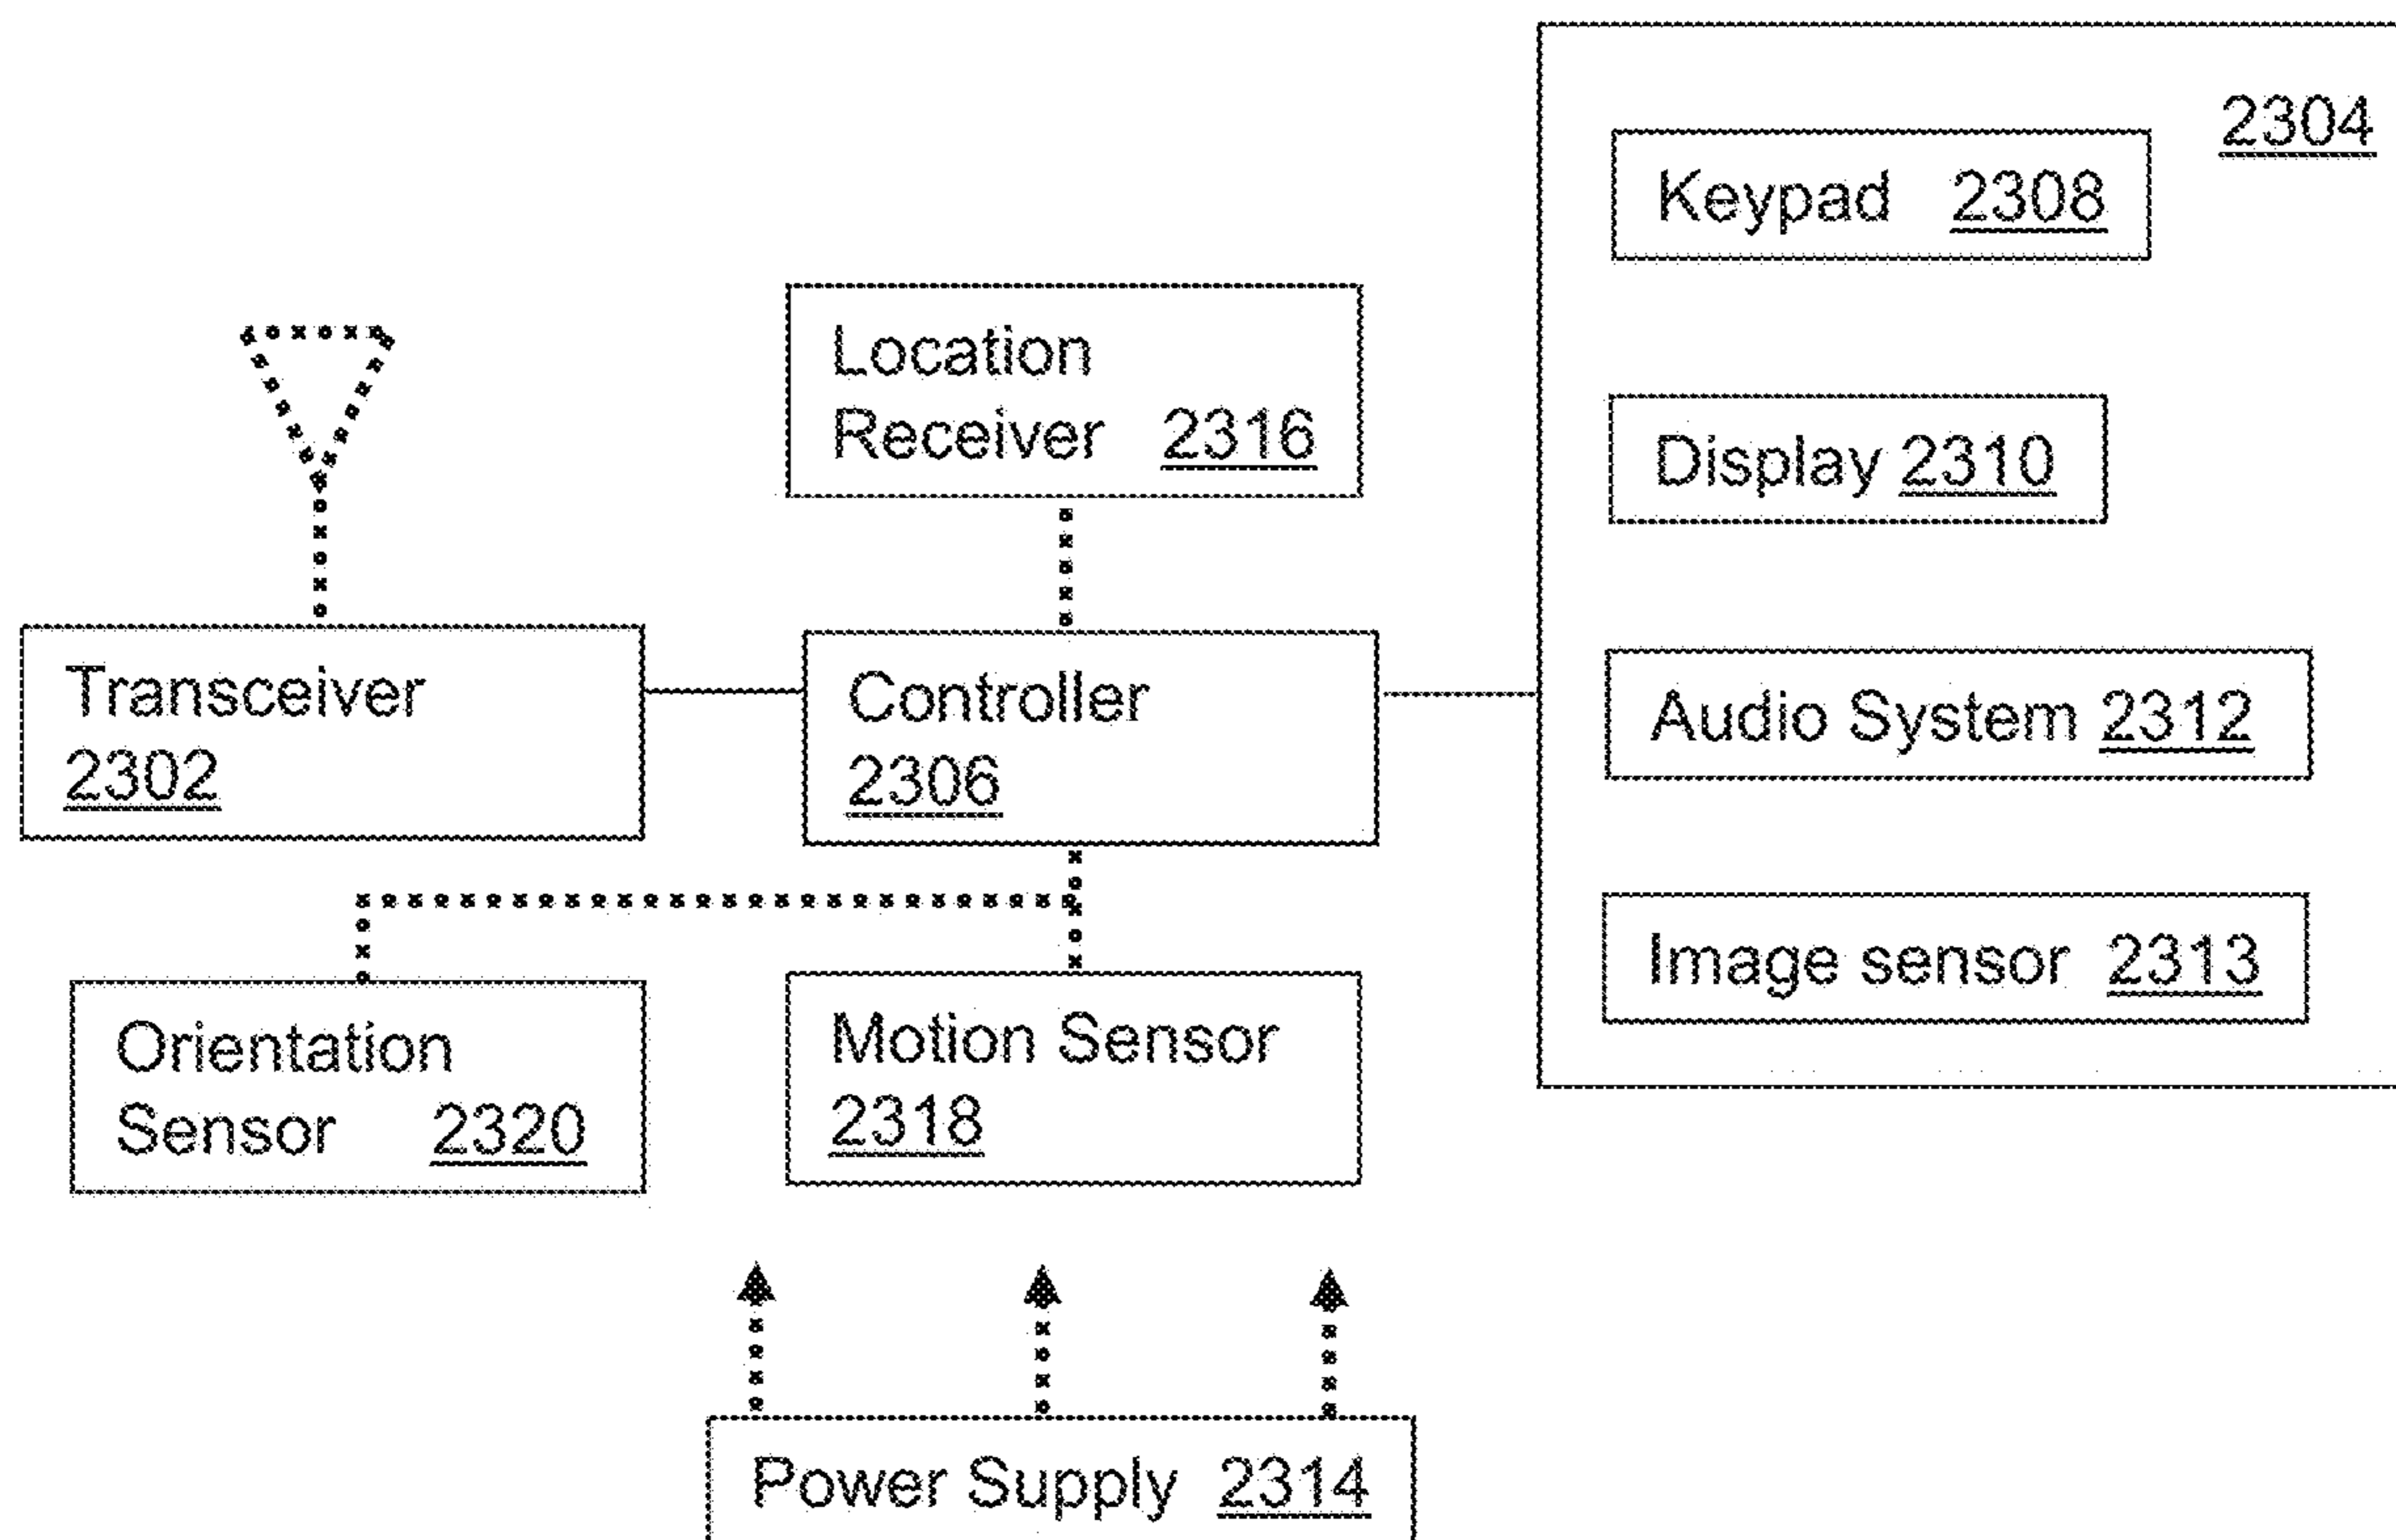 2304
Keypad 2308
Location
Receiver 2316
Display 2310
Transceiver
2302
Controller
2306
Audio System 2312
Image sensor 2313
Orientation
Sensor 2320
Motion Sensor
2318
Power Supply 2314